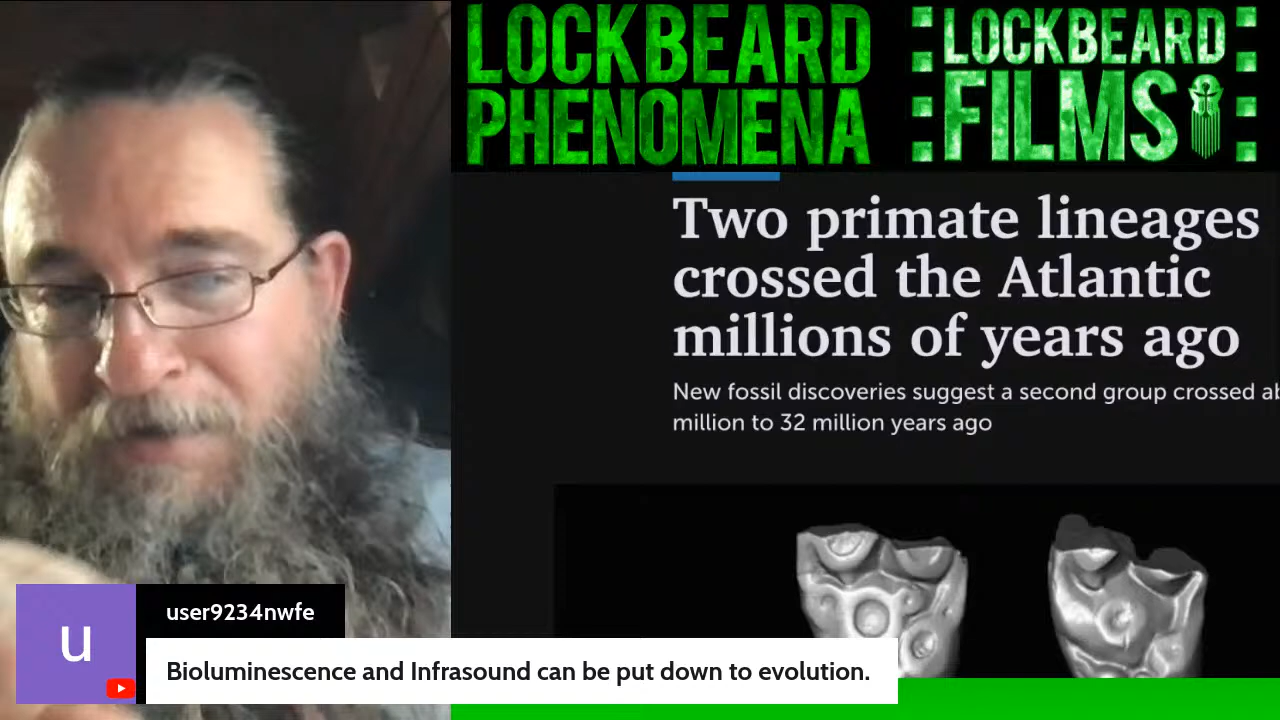 LOCKBEARD
PHENOMENA
LOCKBEARD
FILMS
Two primate lineages
crossed the Atlantic
millions of years ago
New fossil discoveries suggest a second group crossed
million to 32 million years ago
u
user9234nwfe
Bioluminescence and Infrasound can be put down to evolution.